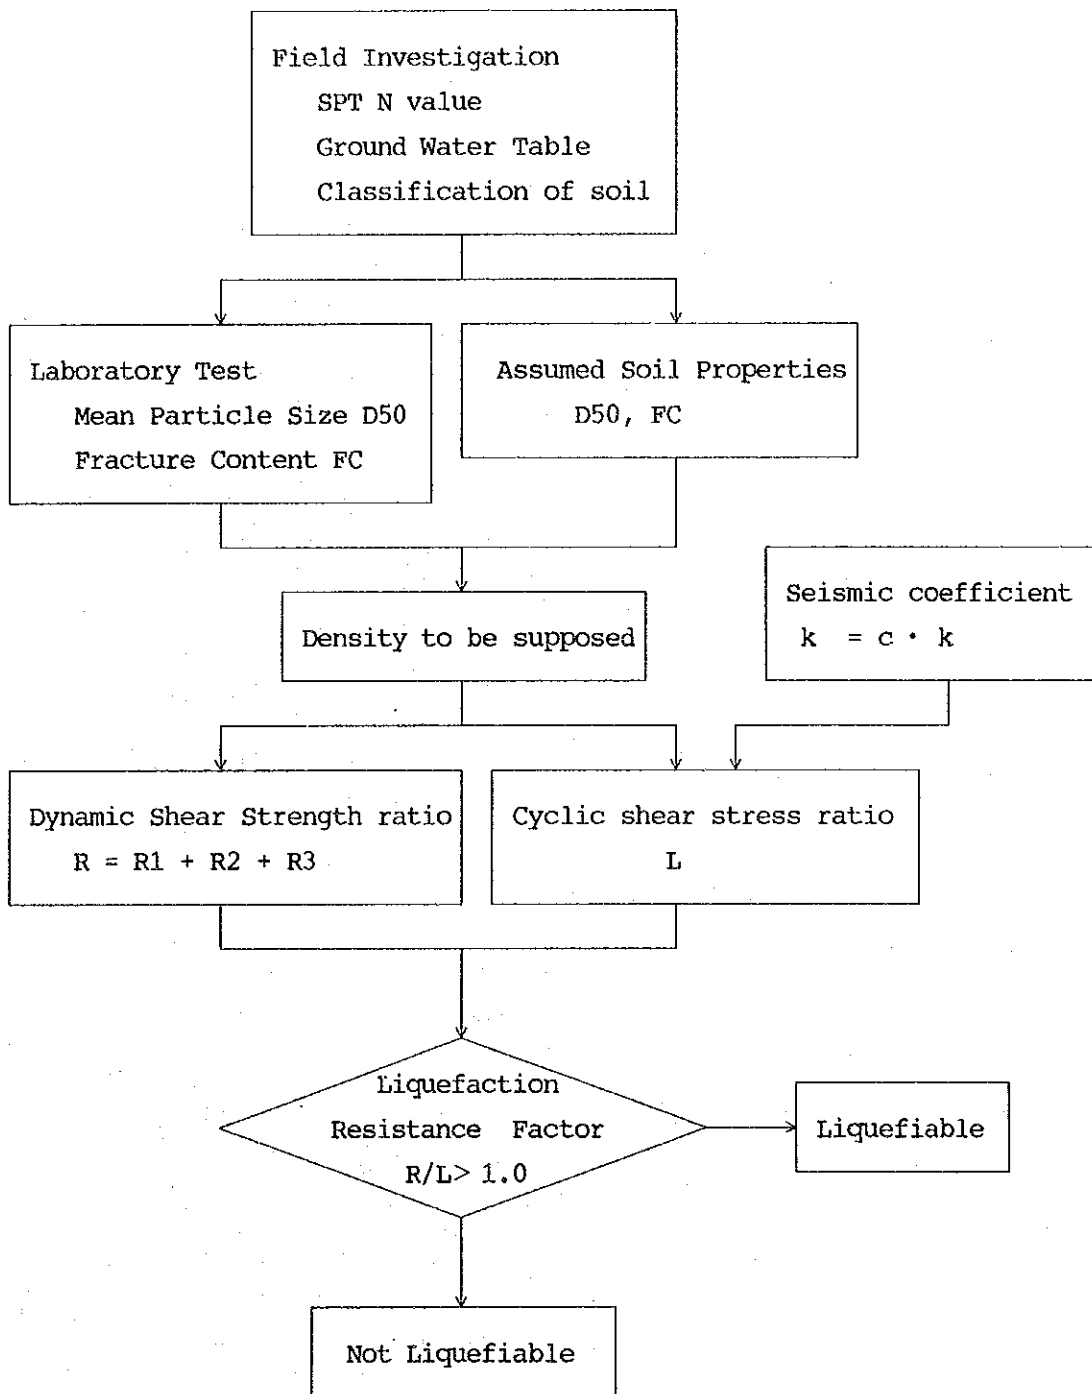 Field Investigation
SPT N value
Ground Water Table
Classification of soil
Laboratory Test
Mean Particle Size D50
Fracture Content FC
Assumed Soil Properties
D50, FC
Density to be supposed
Seismic coefficient
k = c · k
Dynamic Shear Strength ratio
R = R1 + R2 + R3
Cyclic shear stress ratio
L
Liquefaction
Resistance Factor
R/L> 1.0
Liquefiable
Not Liquefiable